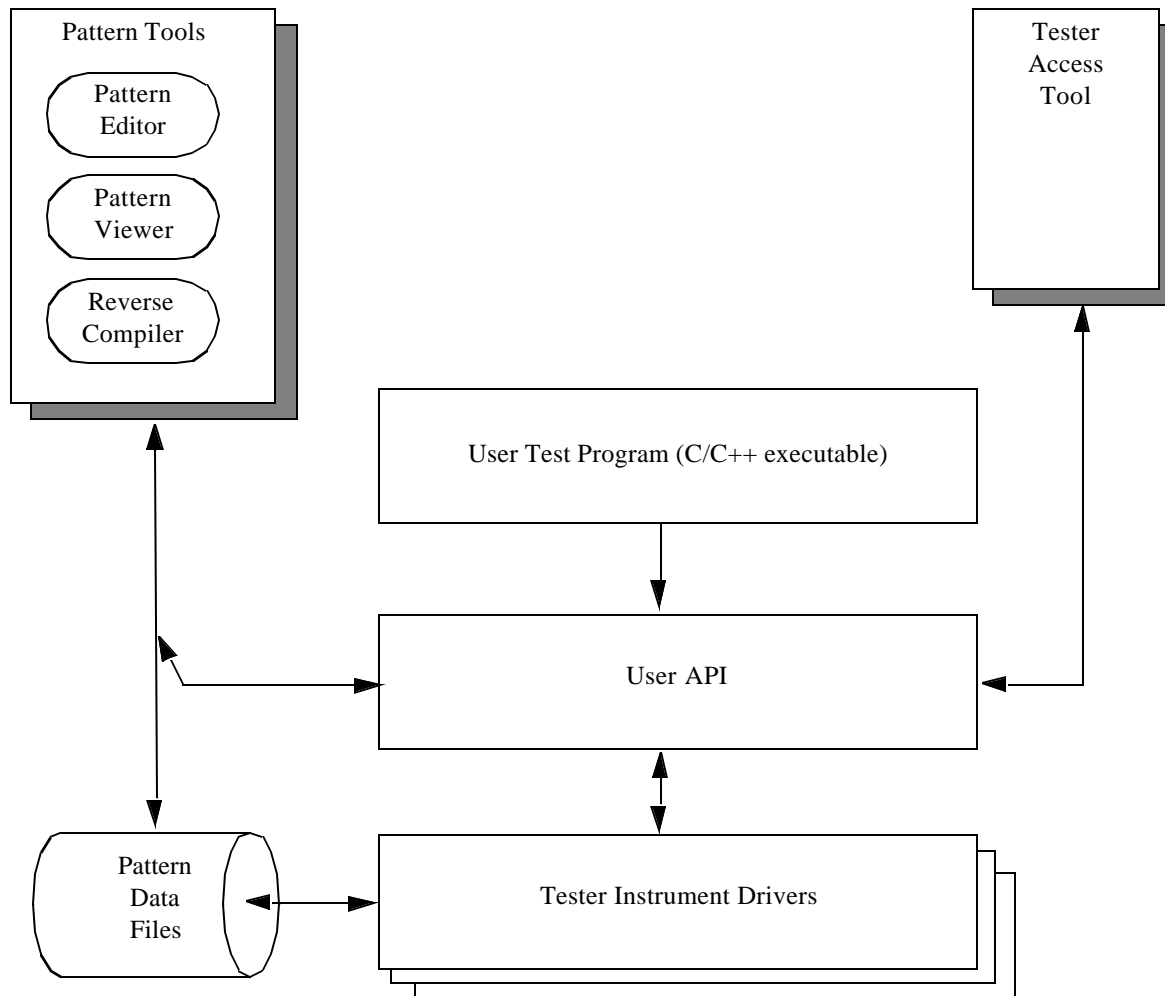 Pattern Tools
Pattern
Editor
Pattern
Viewer
Reverse
Compiler
Tester
Access
Tool
User Test Program (C/C++ executable)
User API
Pattern
Data
Files
Tester Instrument Drivers